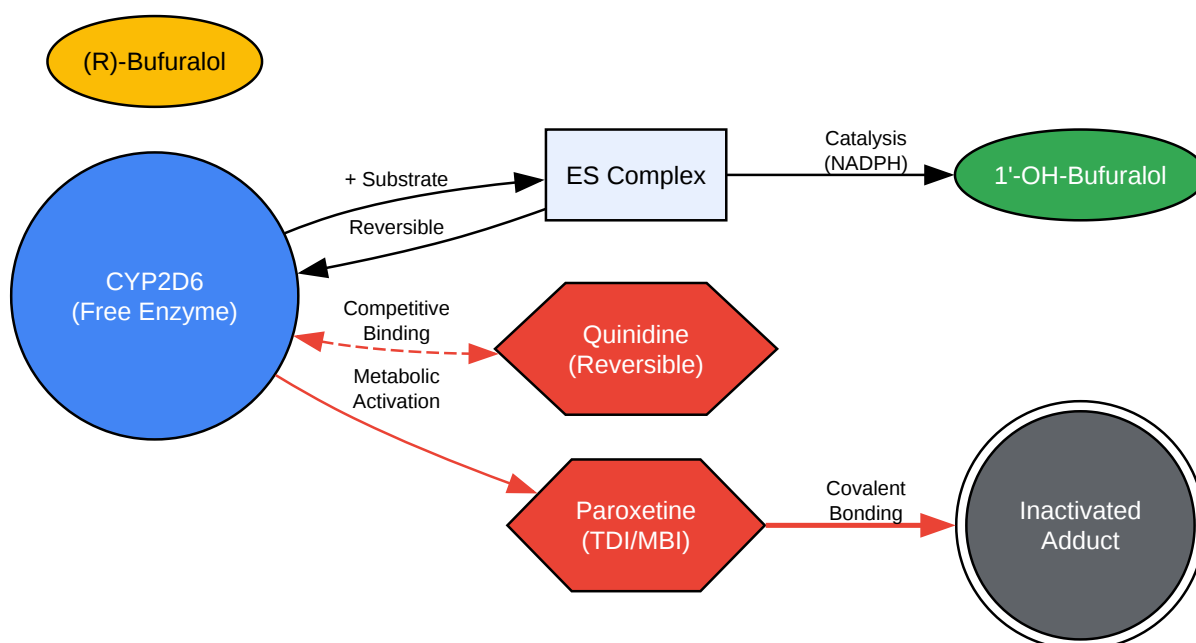 (R)-Bufuralol
CYP2D6
(Free Enzyme)
+ Substrate
Reversible
ES Complex
Catalysis
(NADPH)
1'-OH-Bufuralol
Competitive
Binding
Quinidine
(Reversible)
Metabolic
Activation
Paroxetine
(TDI/MBI)
Covalent
Bonding
Inactivated
Adduct